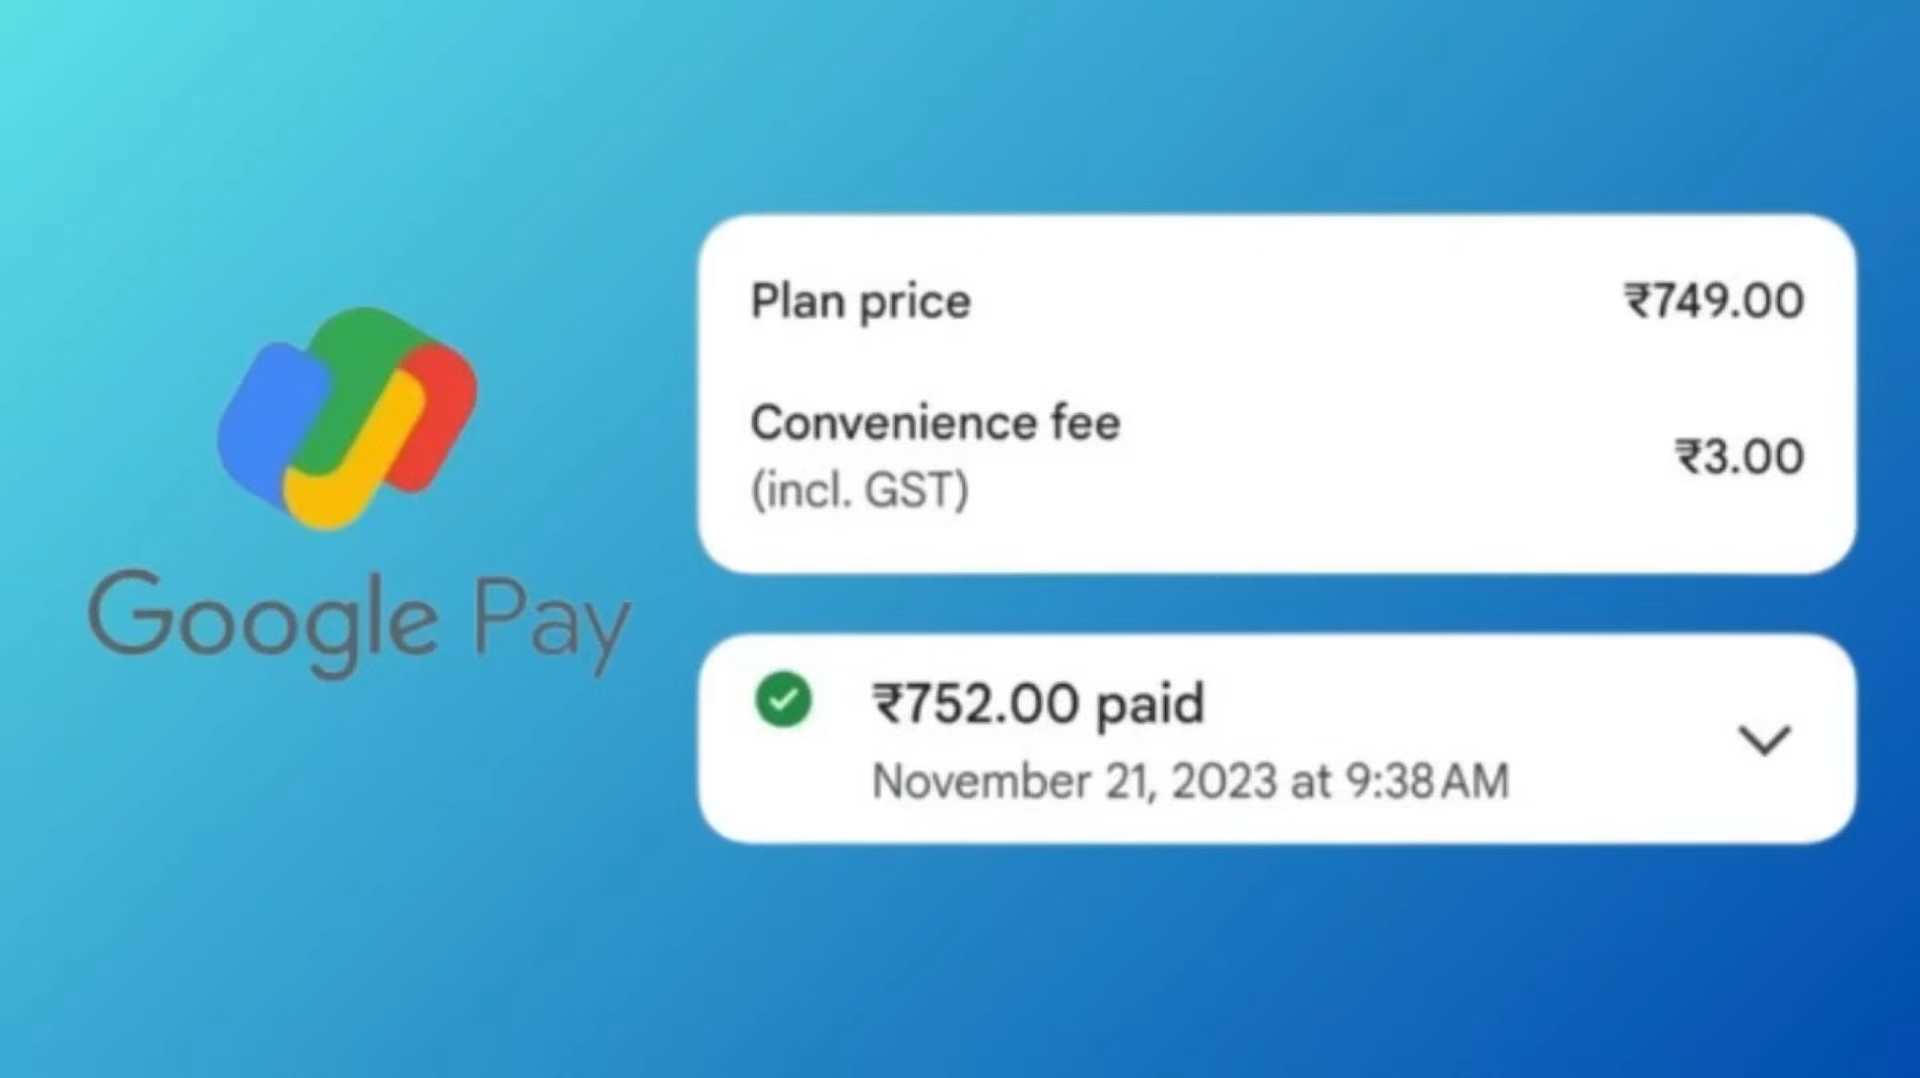 Google Pay
Plan price ₹749.00
Convenience fee
(incl. GST) ₹3.00
₹752.00 paid
November 21, 2023 at 9:38 AM